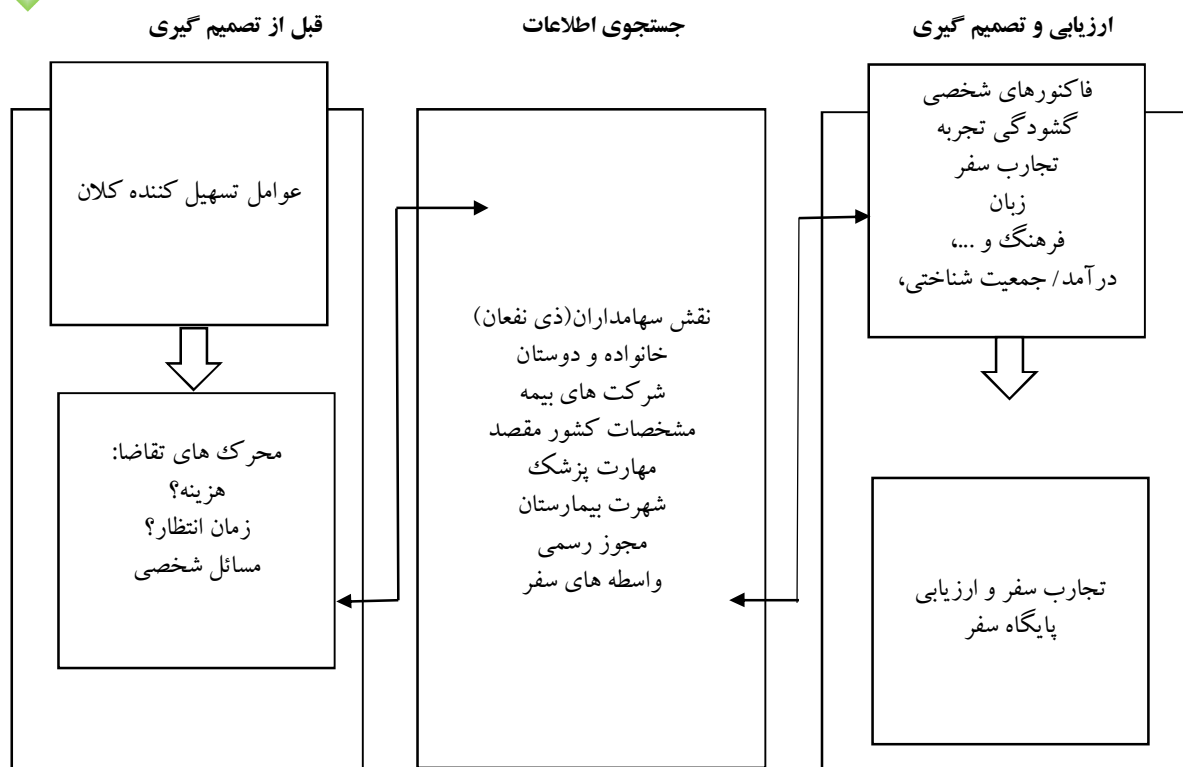 قبل از تصمیم گیری
جستجوی اطلاعات
ارزیابی و تصمیم گیری
عوامل تسهیل کننده کلان
محرک های تقاضا:
هزینه؟
زمان انتظار؟
مسائل شخصی
نقش سهامداران(ذی نفعان)
خانواده و دوستان
شرکت های بیمه
مشخصات کشور مقصد
مهارت پزشک
شهرت بیمارستان
مجوز رسمی
واسطه های سفر
فاکنورهای شخصی
گشودگی تجربه
تجارب سفر
زبان
فرهنگ و ...،
درآمد/ جمعیت شناختی،
تجارب سفر و ارزیابی
پایگاه سفر